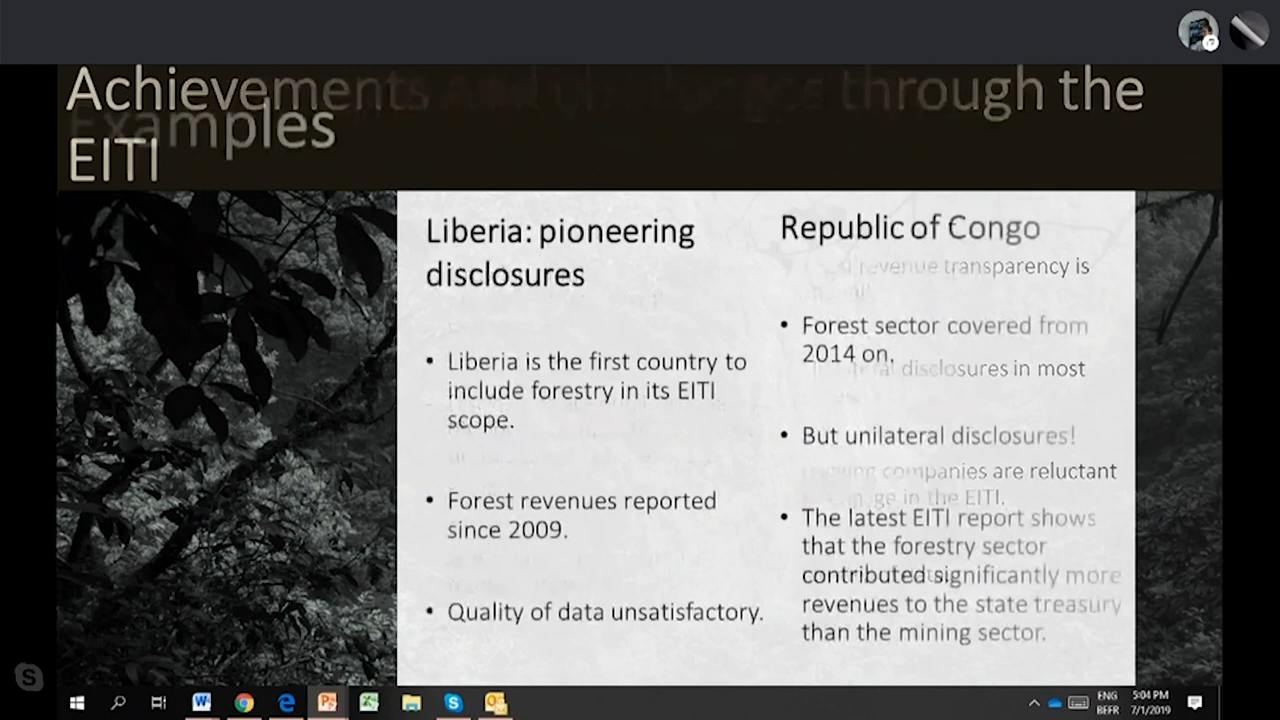 Achievements and challenges through the
Examples
EITI
Liberia: pioneering
disclosures
• Liberia is the first country to
include forestry in its EITI
scope.
• Forest revenues reported
since 2009.
• Quality of data unsatisfactory.
Republic of Congo
revenue transparency is
• Forest sector covered from
2014 on.
disclosures in most
• But unilateral disclosures!
companies are reluctant
in the EITI.
• The latest EITI report shows
that the forestry sector
contributed significantly more
revenues to the state treasury
than the mining sector.
ENG
BEFR
5:04 PM
7/1/2019